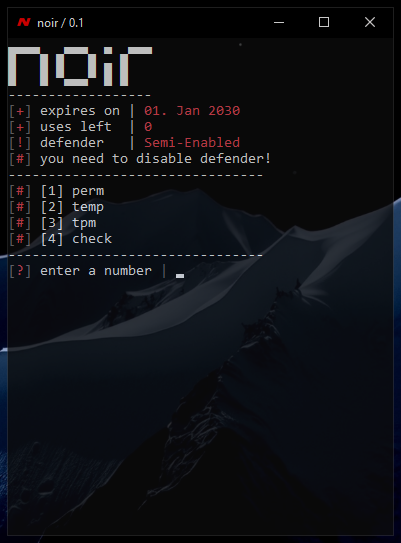 noir / 0.1
noir
------------------
[+] expires on | 01. Jan 2030
[+] uses left  | 0
[!] defender   | Semi-Enabled
[#] you need to disable defender!
--------------------------------
[#] [1] perm
[#] [2] temp
[#] [3] tpm
[#] [4] check
--------------------------------
[?] enter a number |